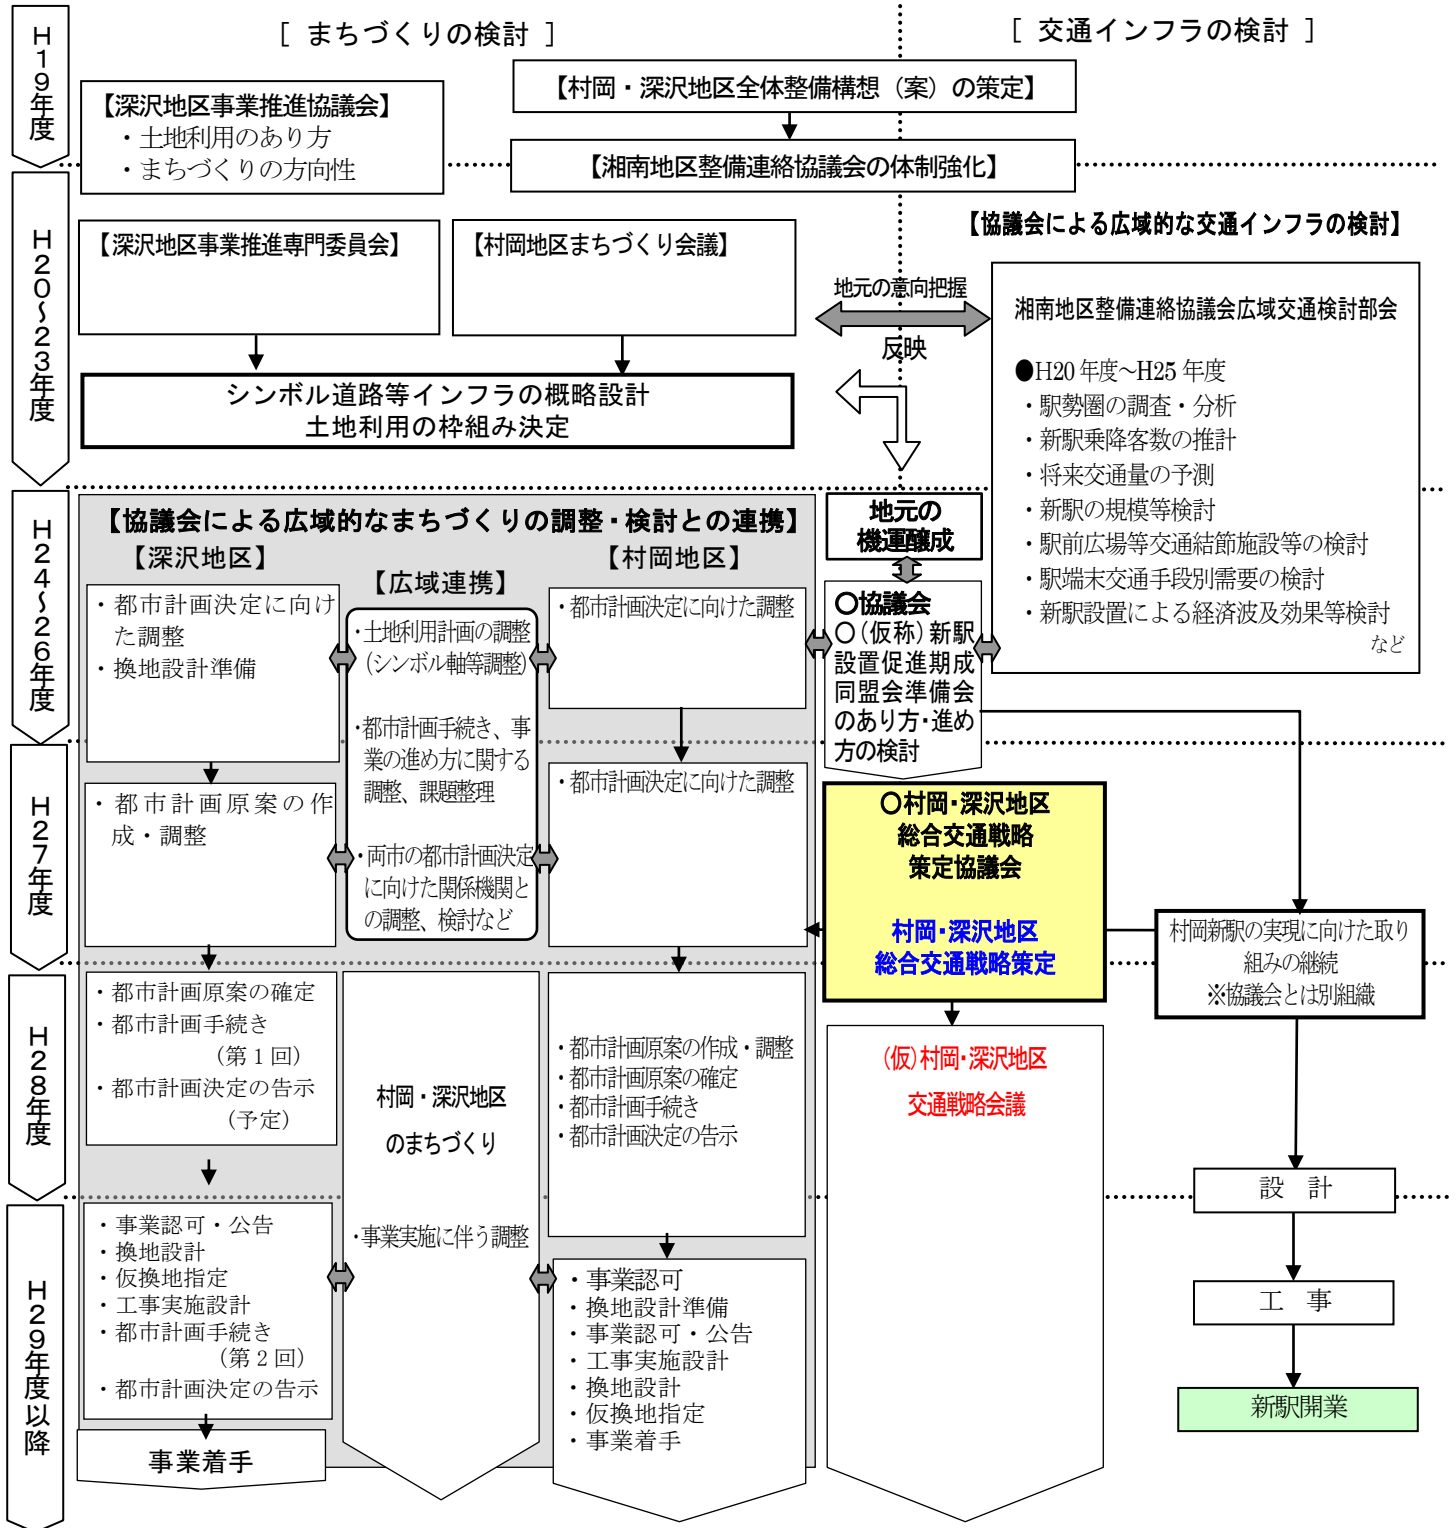 [ まちづくりの検討 ]
[ 交通インフラの検討 ]
H19年度
【深沢地区事業推進協議会】
・土地利用のあり方
・まちづくりの方向性
【村岡・深沢地区全体整備構想（案）の策定】
【湘南地区整備連絡協議会の体制強化】
H20～23年度
【深沢地区事業推進専門委員会】
【村岡地区まちづくり会議】
シンボル道路等インフラの概略設計
土地利用の枠組み決定
地元の意向把握
反映
【協議会による広域的な交通インフラの検討】
湘南地区整備連絡協議会広域交通検討部会
●H20年度～H25年度
・駅勢圏の調査・分析
・新駅乗降客数の推計
・将来交通量の予測
・新駅の規模等検討
・駅前広場等交通結節施設等の検討
・駅端末交通手段別需要の検討
・新駅設置による経済波及効果等検討
など
H24～26年度
【協議会による広域的なまちづくりの調整・検討との連携】
【深沢地区】
【広域連携】
【村岡地区】
・都市計画決定に向け
た調整
・換地設計準備
・土地利用計画の調整
（シンボル軸等調整）
・都市計画手続き、事
業の進め方に関する
調整、課題整理
・両市の都市計画決定
に向けた関係機関と
の調整、検討など
・都市計画決定に向けた調整
地元の
機運醸成
○協議会
○（仮称）新駅
設置促進期成
同盟会準備会
のあり方・進め
方の検討
H27年度
・都市計画原案の作
成・調整
・都市計画決定に向けた調整
○村岡・深沢地区
総合交通戦略
策定協議会
村岡・深沢地区
総合交通戦略策定
村岡新駅の実現に向けた取り
組みの継続
※協議会とは別組織
H28年度
・都市計画原案の確定
・都市計画手続き
（第1回）
・都市計画決定の告示
（予定）
村岡・深沢地区
のまちづくり
・事業実施に伴う調整
・都市計画原案の作成・調整
・都市計画原案の確定
・都市計画手続き
・都市計画決定の告示
（仮）村岡・深沢地区
交通戦略会議
設 計
工 事
新駅開業
H29年度以降
・事業認可・公告
・換地設計
・仮換地指定
・工事実施設計
・都市計画手続き
（第2回）
・都市計画決定の告示
事業着手
・事業認可
・換地設計準備
・事業認可・公告
・工事実施設計
・換地設計
・仮換地指定
・事業着手